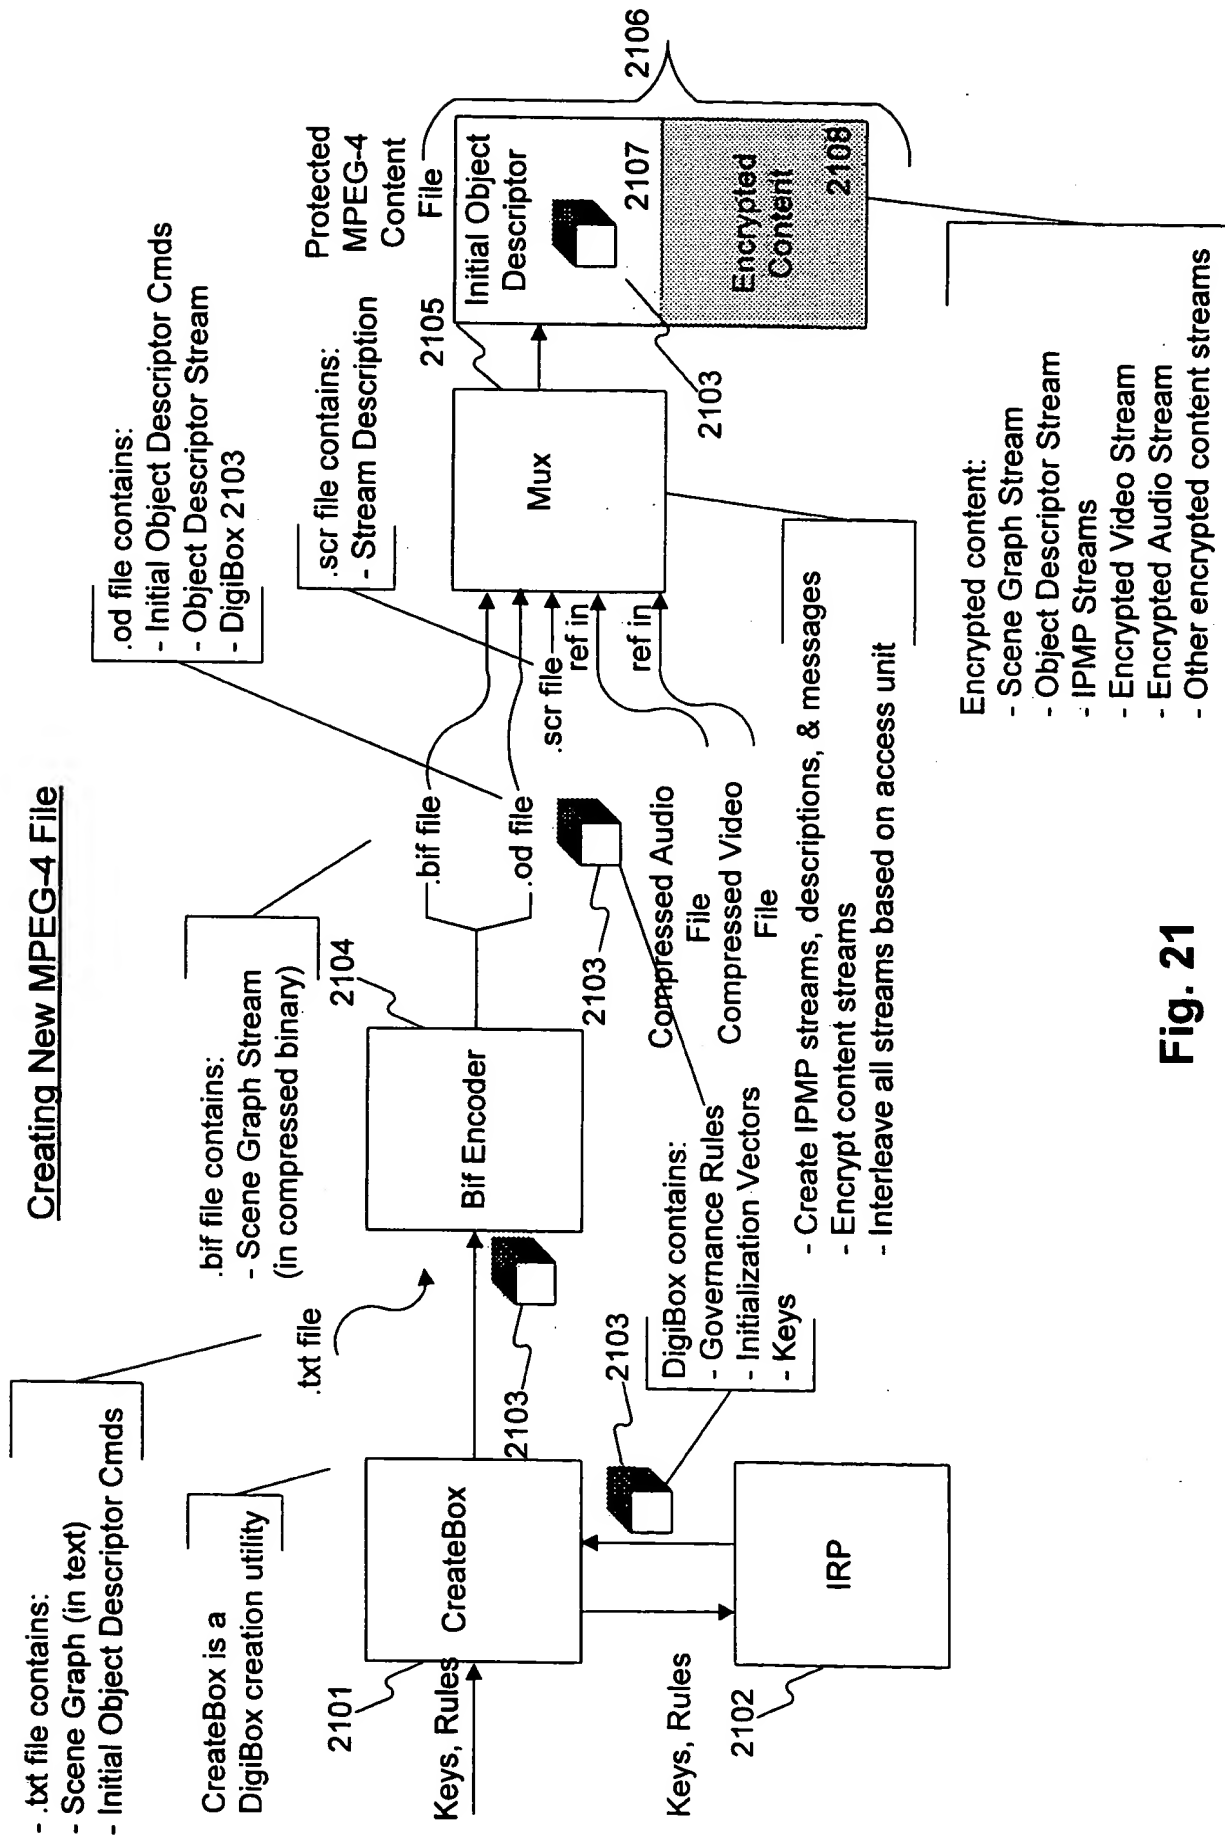 Creating New MPEG-4 File
- .txt file contains:
- Scene Graph (in text)
- Initial Object Descriptor Cmds
CreateBox is a
DigiBox creation utility
2101
Keys, Rules
CreateBox
Keys, Rules
2102
IRP
2103
.txt file
2103
DigiBox contains:
- Governance Rules
- Initialization Vectors
- Keys
.bif file contains:
- Scene Graph Stream
(in compressed binary)
2104
Bif Encoder
2103
.bif file
.od file
.od file contains:
- Initial Object Descriptor Cmds
- Object Descriptor Stream
- DigiBox 2103
.scr file contains:
- Stream Description
.scr file
ref in
ref in
Compressed Audio
File
Compressed Video
File
- Create IPMP streams, descriptions, & messages
- Encrypt content streams
- Interleave all streams based on access unit
2105
Mux
2103
Protected
MPEG-4
Content
File
2106
Initial Object
Descriptor
2107
Encrypted
Content
2108
Encrypted content:
- Scene Graph Stream
- Object Descriptor Stream
- IPMP Streams
- Encrypted Video Stream
- Encrypted Audio Stream
- Other encrypted content streams
Fig. 21